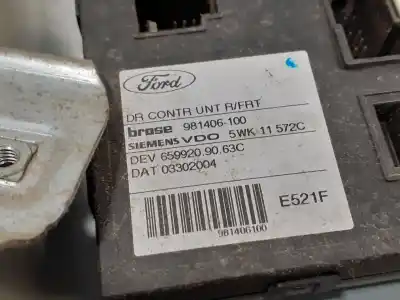 Ford
DR CONTR UNT R/FRT
brose 981406-100
SIEMENS VDO 5WK 11 572C
DEV 659920.90.63C
DAT 03302004
E521F
981406100